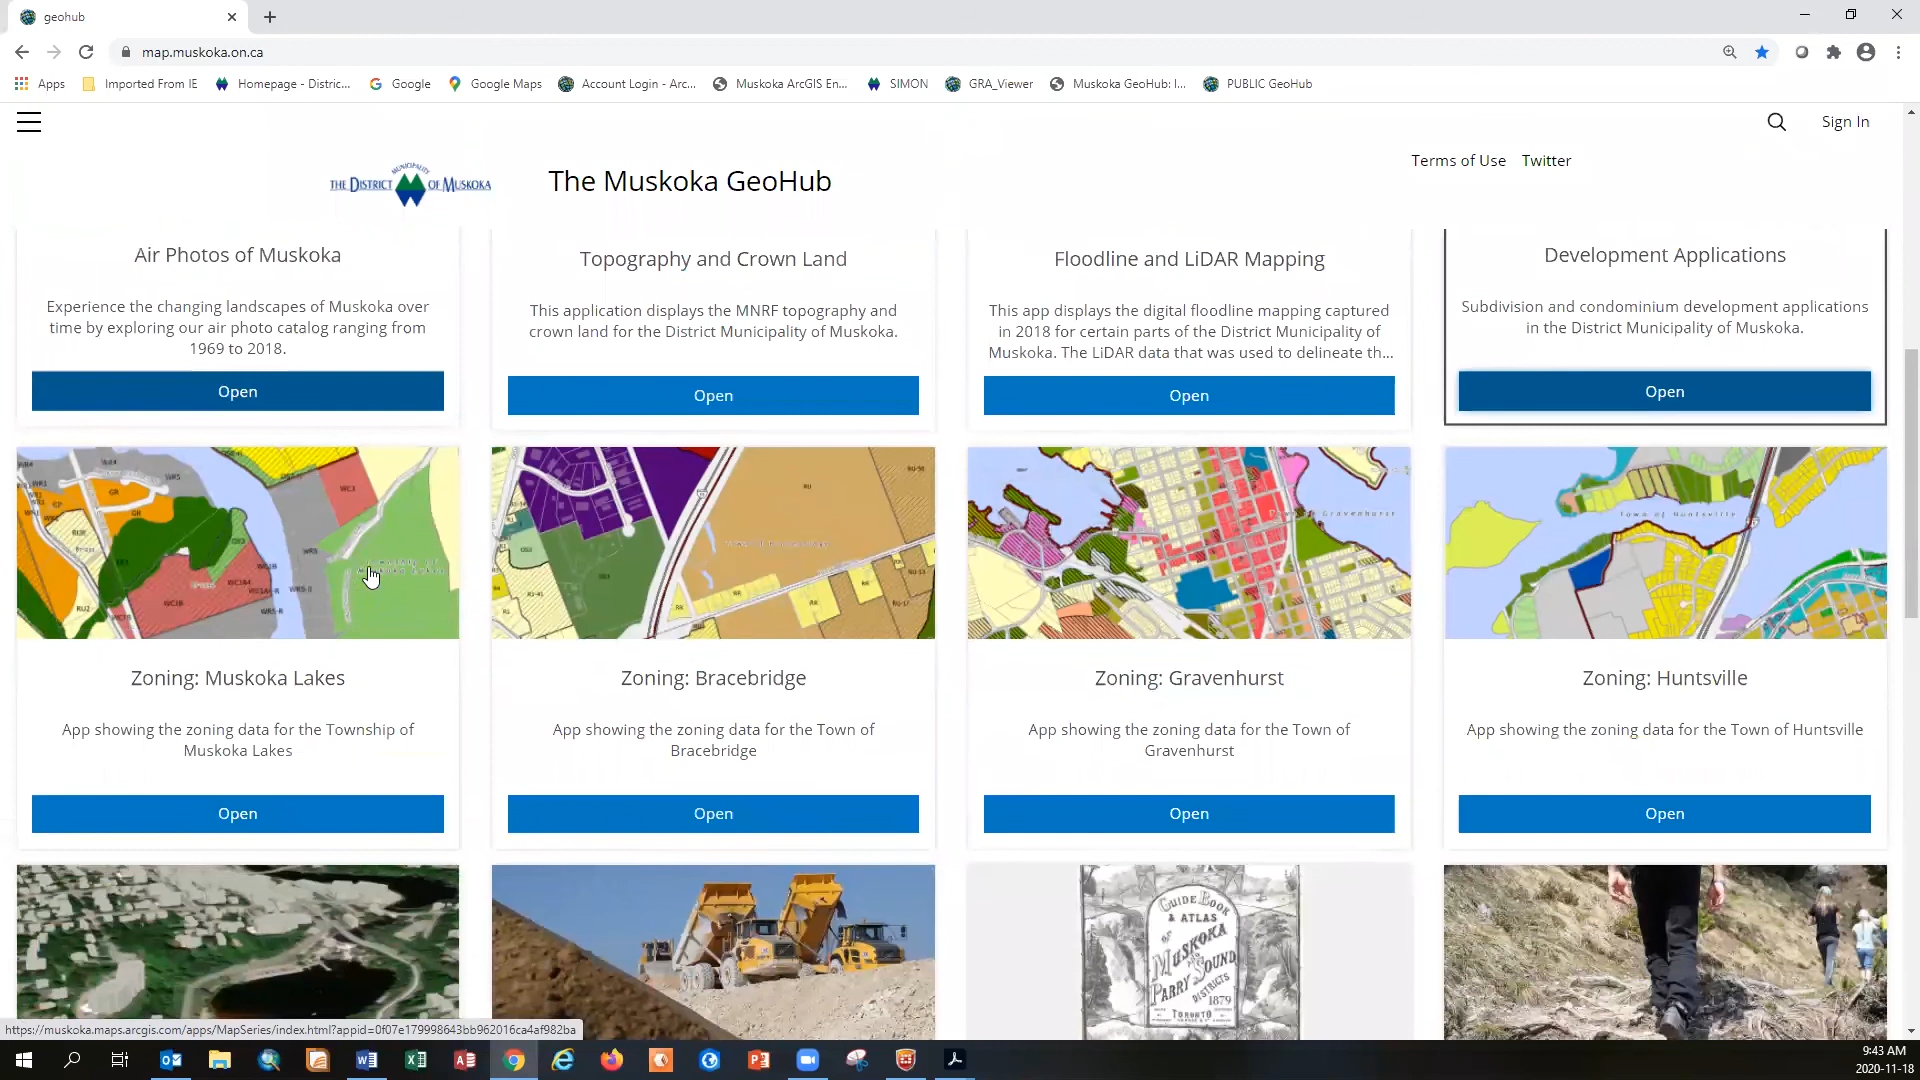 geohub
map.muskoka.on.ca
Apps
Imported From IE
Homepage - Distric...
Google
Google Maps
Account Login - Arc...
Muskoka ArcGIS En...
SIMON
GRA_Viewer
Muskoka GeoHub: I...
PUBLIC GeoHub
Sign In
MUNICIPALITY
THE DISTRICT OF MUSKOKA
The Muskoka GeoHub
Terms of Use
Twitter
Air Photos of Muskoka
Experience the changing landscapes of Muskoka over
time by exploring our air photo catalog ranging from
1969 to 2018.
Open
Topography and Crown Land
This application displays the MNRF topography and
crown land for the District Municipality of Muskoka.
Open
Floodline and LiDAR Mapping
This app displays the digital floodline mapping captured
in 2018 for certain parts of the District Municipality of
Muskoka. The LiDAR data that was used to delineate th...
Open
Development Applications
Subdivision and condominium development applications
in the District Municipality of Muskoka.
Open
Zoning: Muskoka Lakes
App showing the zoning data for the Township of
Muskoka Lakes
Open
Zoning: Bracebridge
App showing the zoning data for the Town of
Bracebridge
Open
Town of Gravenhurst
Zoning: Gravenhurst
App showing the zoning data for the Town of
Gravenhurst
Open
Town of Huntsville
Zoning: Huntsville
App showing the zoning data for the Town of Huntsville
Open
GUIDE BOOK
& ATLAS
OF
MUSKOKA
AND
PARRY SOUND
DISTRICTS
1879
TORONTO
https://muskoka.maps.arcgis.com/apps/MapSeries/index.html?appid=0f07e179998643bb962016ca4af982ba
9:43 AM
2020-11-18